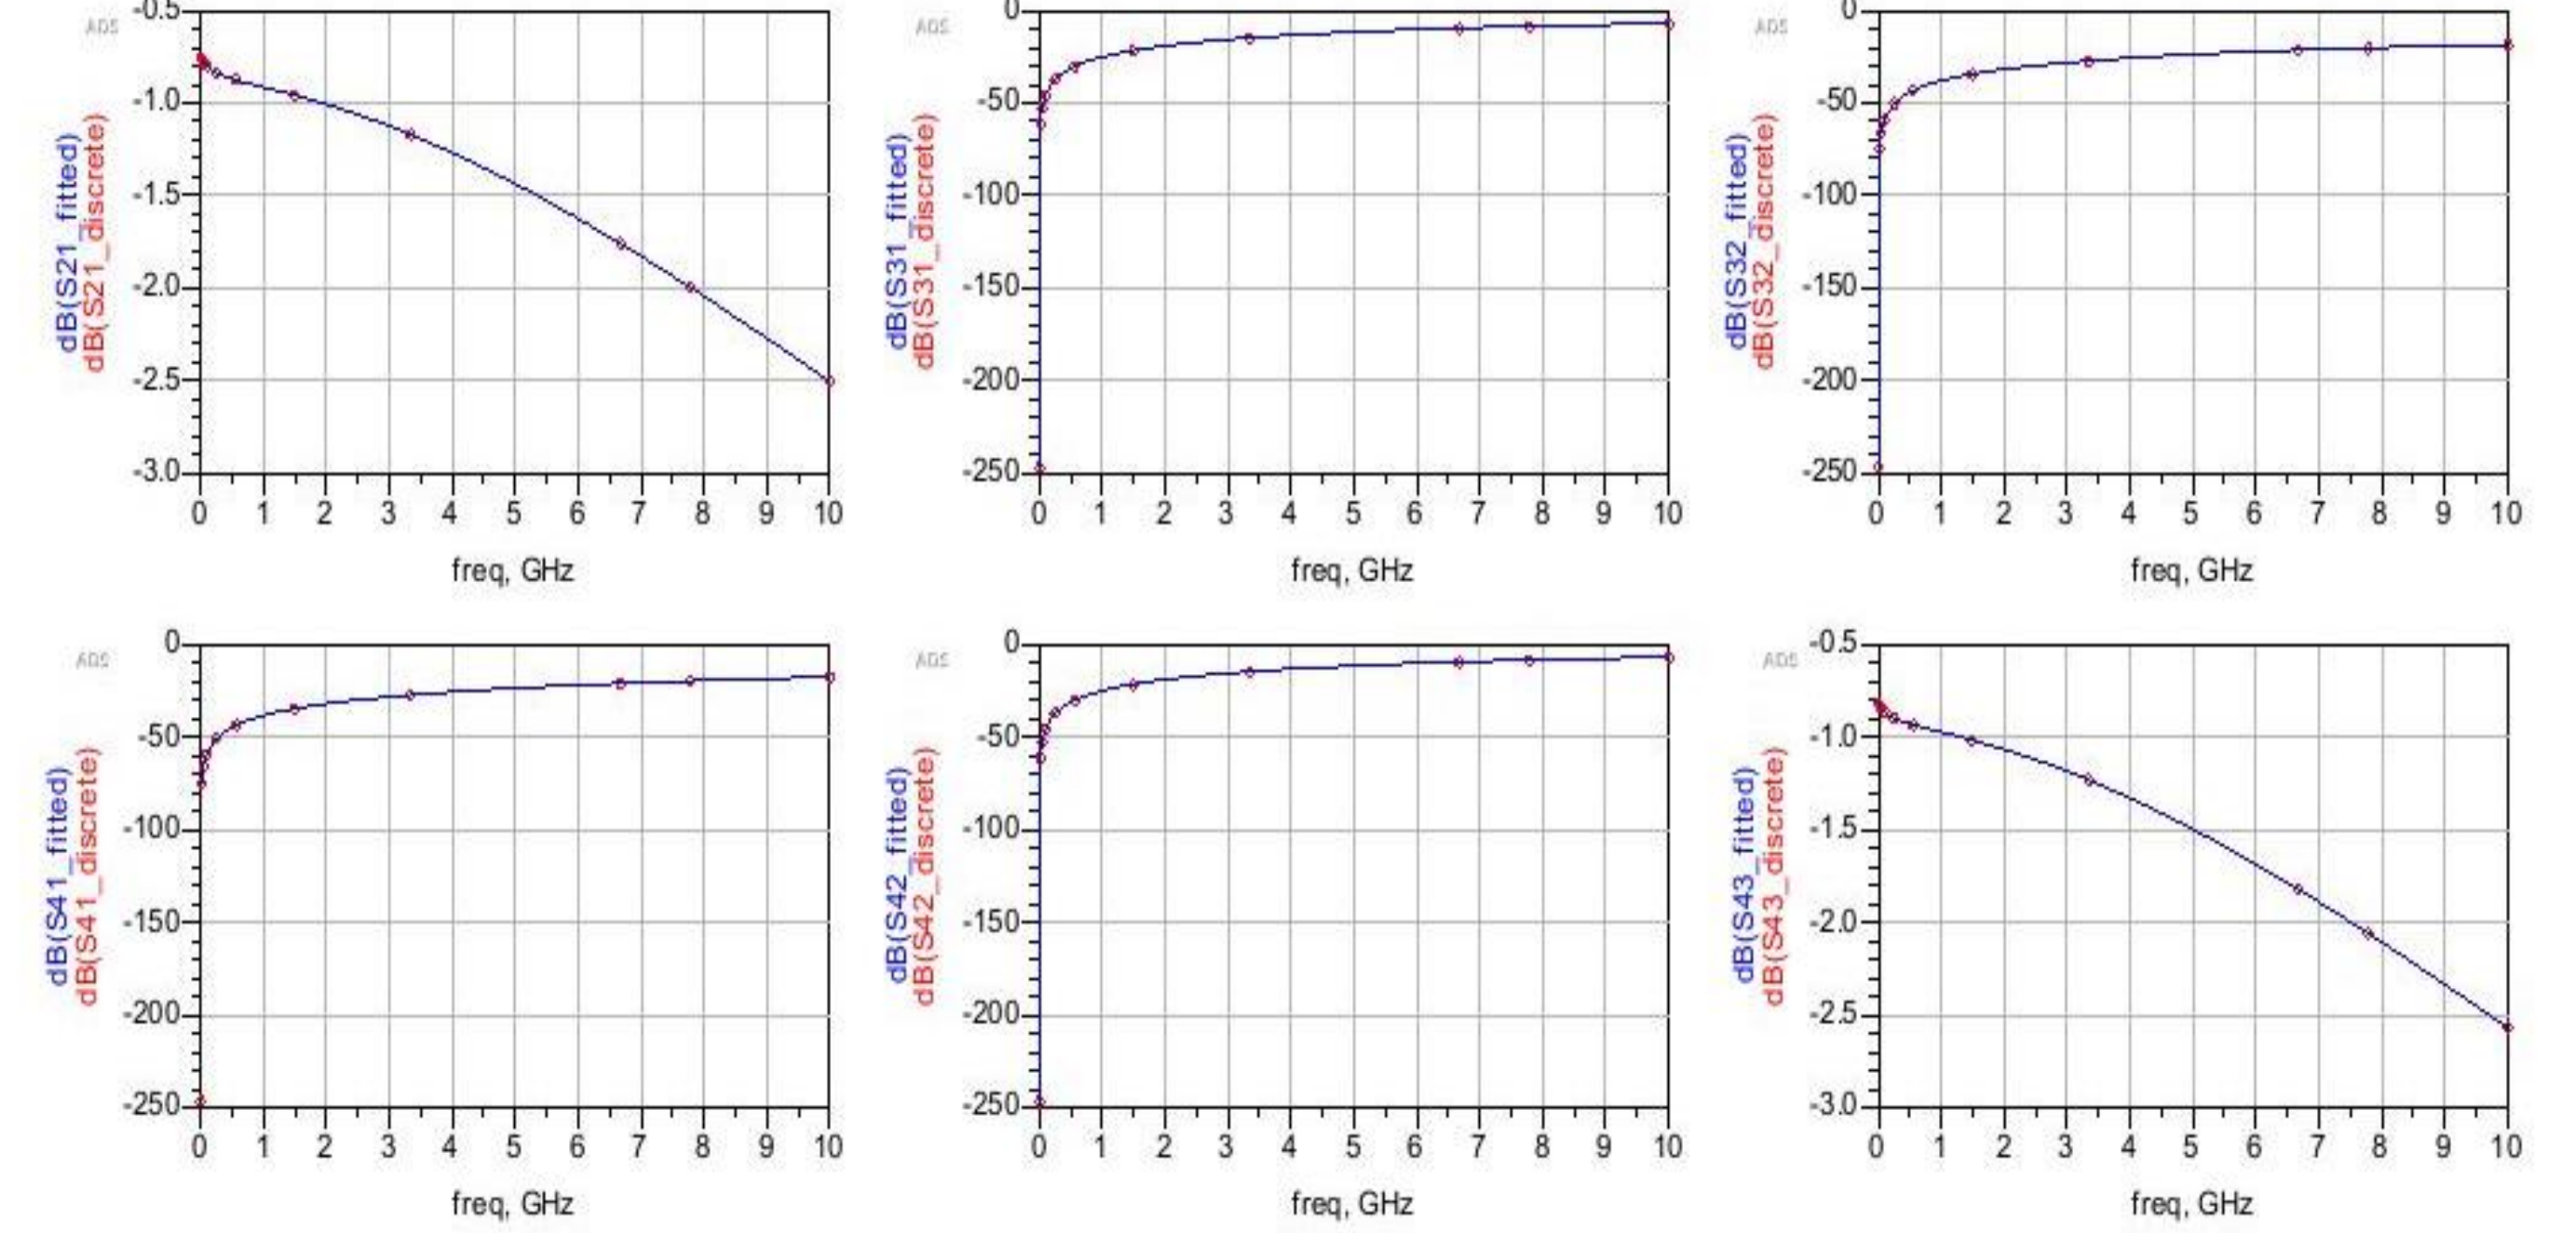 ADS
dB(S21_fitted)
dB(S21_discrete)
-0.5
-1.0
-1.5
-2.0
-2.5
-3.0
0 1 2 3 4 5 6 7 8 9 10
freq, GHz
ADS
dB(S31_fitted)
dB(S31_discrete)
0
-50
-100
-150
-200
-250
0 1 2 3 4 5 6 7 8 9 10
freq, GHz
ADS
dB(S32_fitted)
dB(S32_discrete)
0
-50
-100
-150
-200
-250
0 1 2 3 4 5 6 7 8 9 10
freq, GHz
ADS
dB(S41_fitted)
dB(S41_discrete)
0
-50
-100
-150
-200
-250
0 1 2 3 4 5 6 7 8 9 10
freq, GHz
ADS
dB(S42_fitted)
dB(S42_discrete)
0
-50
-100
-150
-200
-250
0 1 2 3 4 5 6 7 8 9 10
freq, GHz
ADS
dB(S43_fitted)
dB(S43_discrete)
-0.5
-1.0
-1.5
-2.0
-2.5
-3.0
0 1 2 3 4 5 6 7 8 9 10
freq, GHz